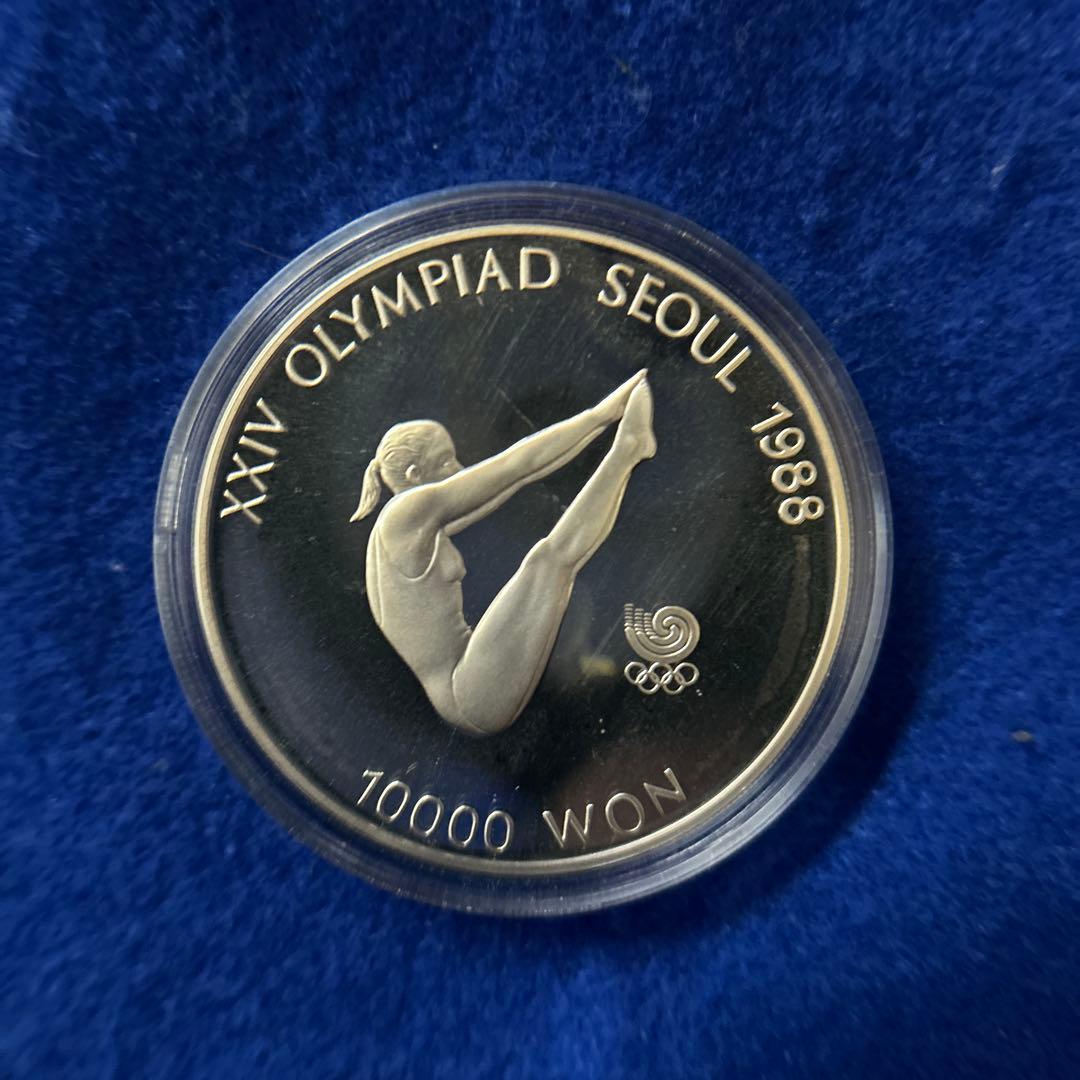 XXIV OLYMPIAD SEOUL 1988
10000 WON